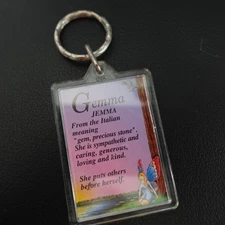 Gemma
JEMMA
From the Italian
meaning
"gem, precious stone".
She is sympathetic and
caring, generous,
loving and kind.
She puts others
before herself.